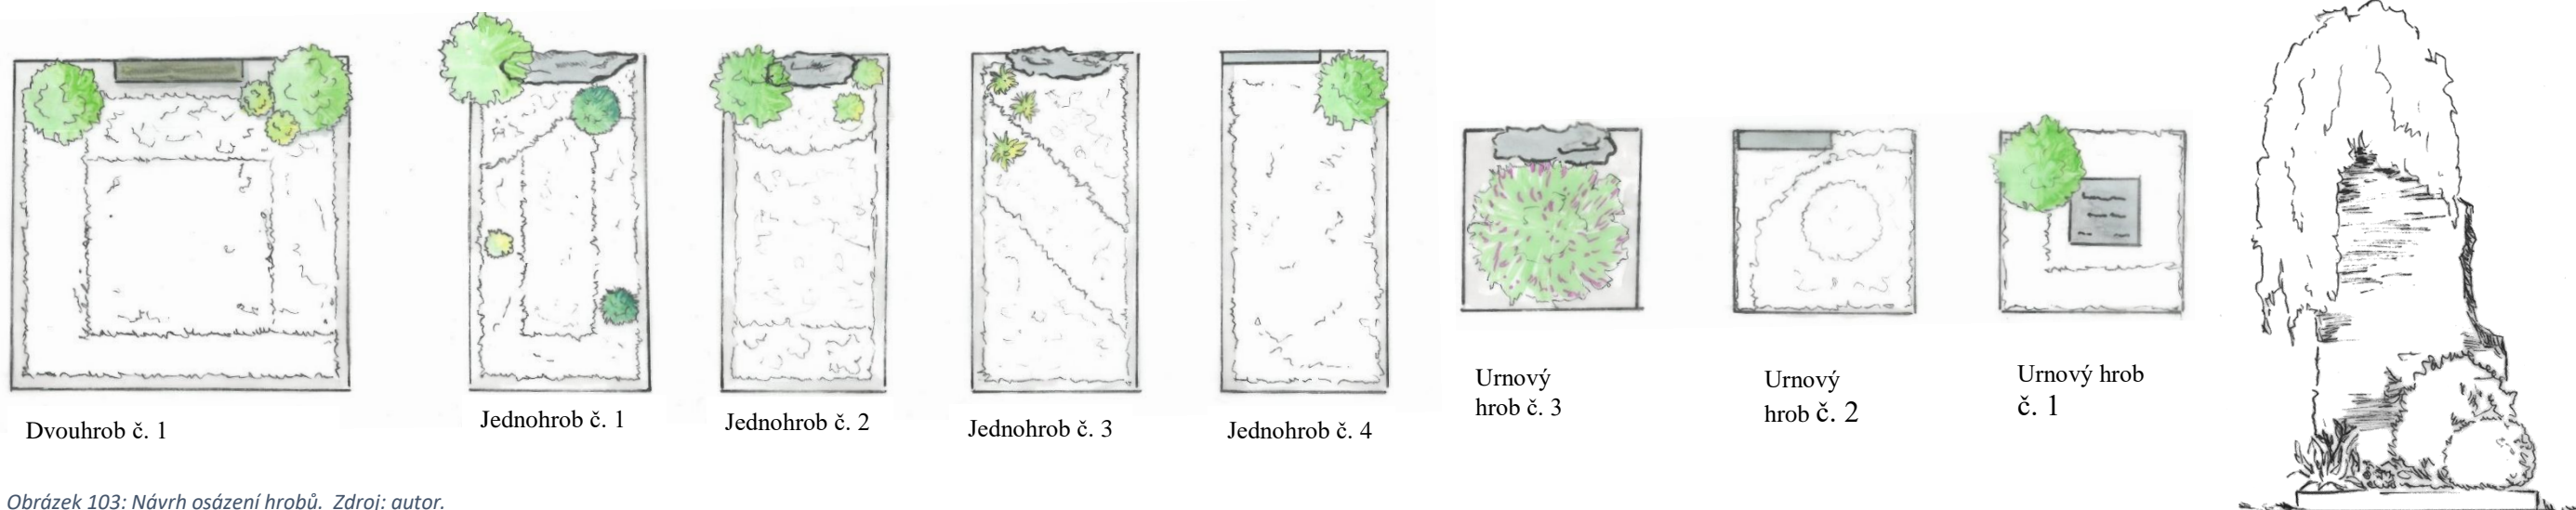 Dvouhrob č. 1
Jednohrob č. 1
Jednohrob č. 2
Jednohrob č. 3
Jednohrob č. 4
Urnový
hrob č. 3
Urnový
hrob č. 2
Urnový hrob
č. 1
Obrázek 103: Návrh osázení hrobů.  Zdroj: autor.